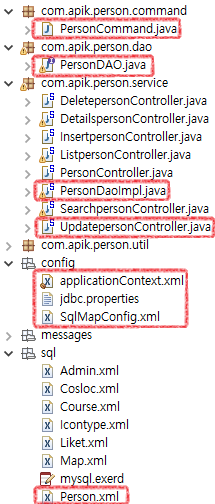 com.apik.person.command
PersonCommand.java
com.apik.person.dao
PersonDAO.java
com.apik.person.service
DeletepersonController.java
DetailspersonController.java
InsertpersonController.java
ListpersonController.java
PersonController.java
PersonDaoImpl.java
SearchpersonController.java
UpdatepersonController.java
com.apik.person.util
config
applicationContext.xml
jdbc.properties
SqlMapConfig.xml
messages
sql
Admin.xml
Cosloc.xml
Course.xml
Icontype.xml
Liket.xml
Map.xml
mysql.exerd
Person.xml